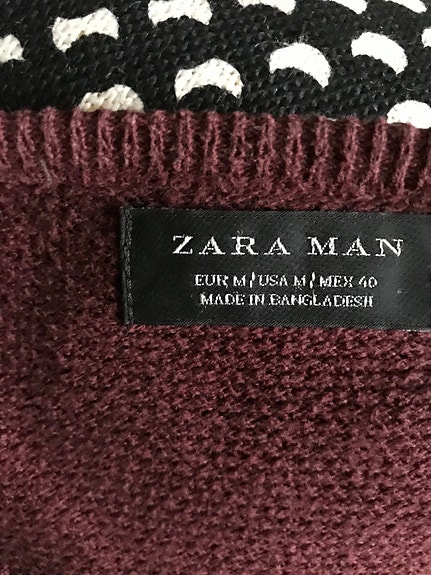 ZARA MAN
EUR M/USA M/MEX 40
MADE IN BANGLADESH